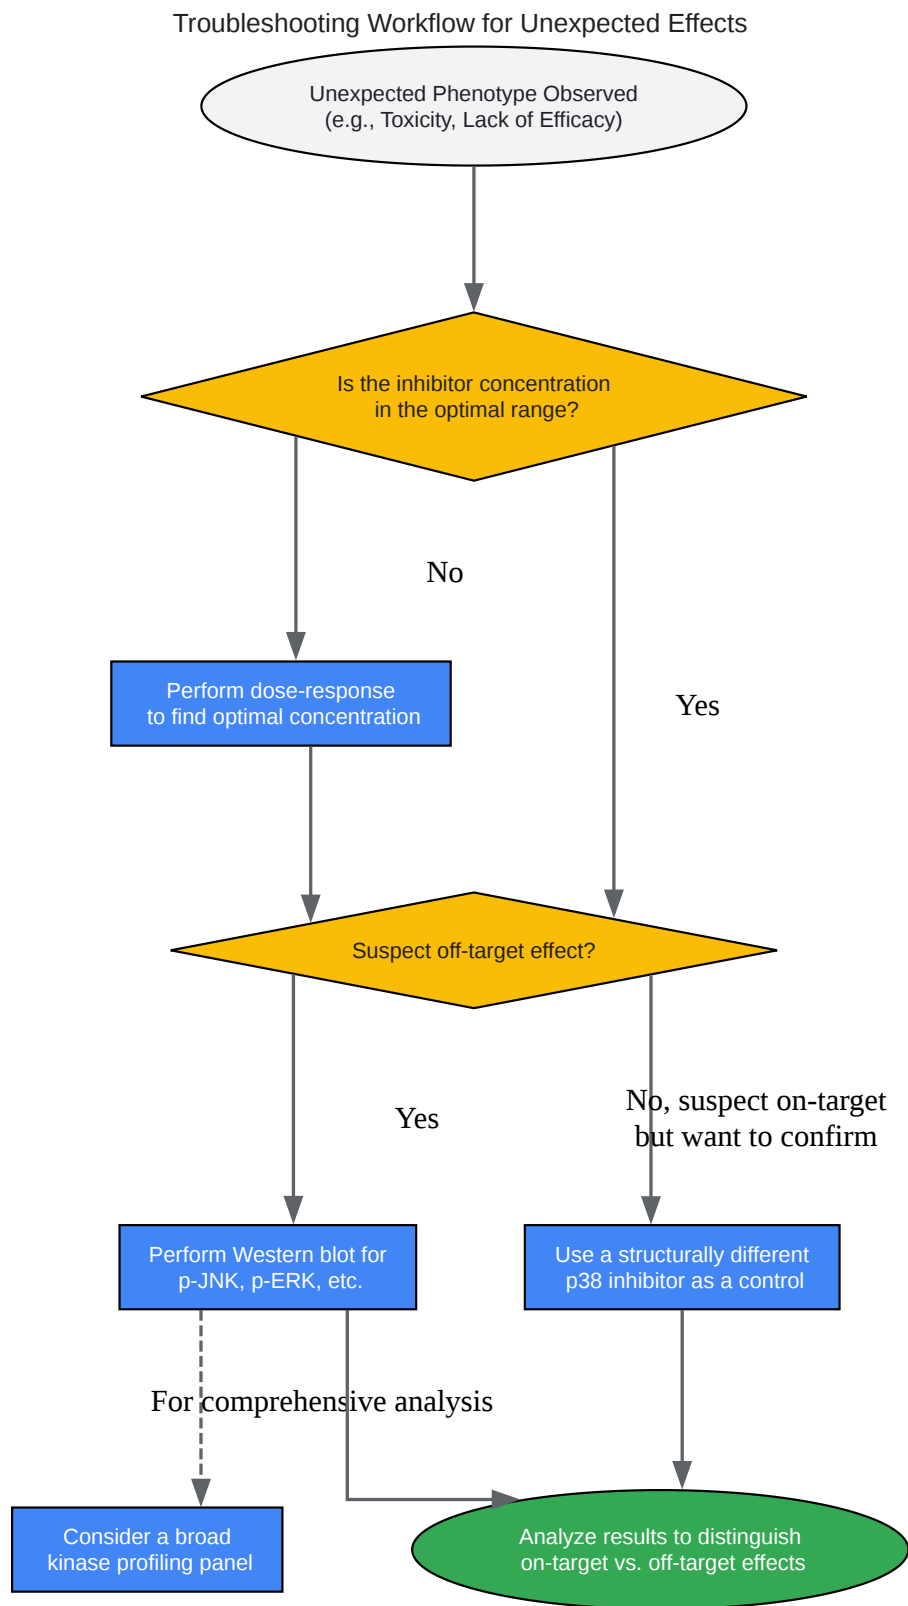 Troubleshooting Workflow for Unexpected Effects
Unexpected Phenotype Observed
(e.g., Toxicity, Lack of Efficacy)
Is the inhibitor concentration
in the optimal range?
No
Perform dose-response
to find optimal concentration
Yes
Suspect off-target effect?
Yes
No, suspect on-target
but want to confirm
Perform Western blot for
p-JNK, p-ERK, etc.
Use a structurally different
p38 inhibitor as a control
For comprehensive analysis
Consider a broad
kinase profiling panel
Analyze results to distinguish
on-target vs. off-target effects